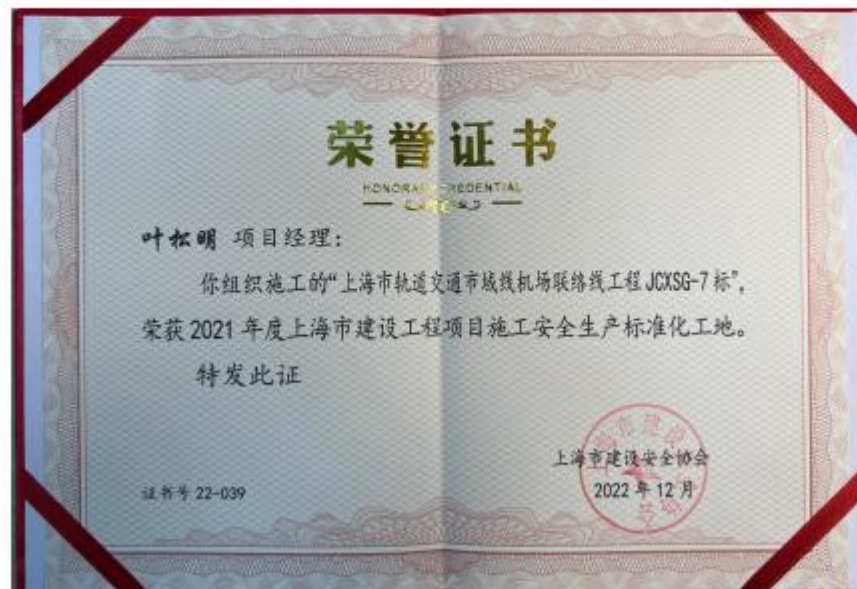 荣誉证书
HONORARY CREDENTIAL
叶松明 项目经理：
你组织施工的“上海市轨道交通市域线机场联络线工程JCXSG-7标”，
荣获2021年度上海市建设工程项目施工安全生产标准化工地。
特发此证
上海市建设安全协会
证书号 22-039
2022年12月